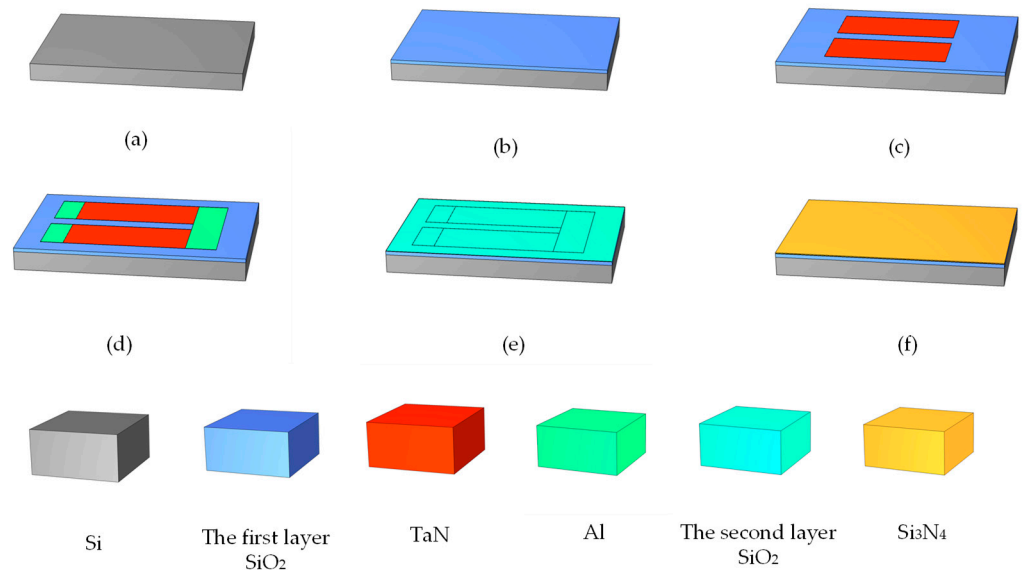 (a)
(b)
(c)
(d)
(e)
(f)
Si
The first layer
SiO₂
TaN
Al
The second layer
SiO₂
Si₃N₄